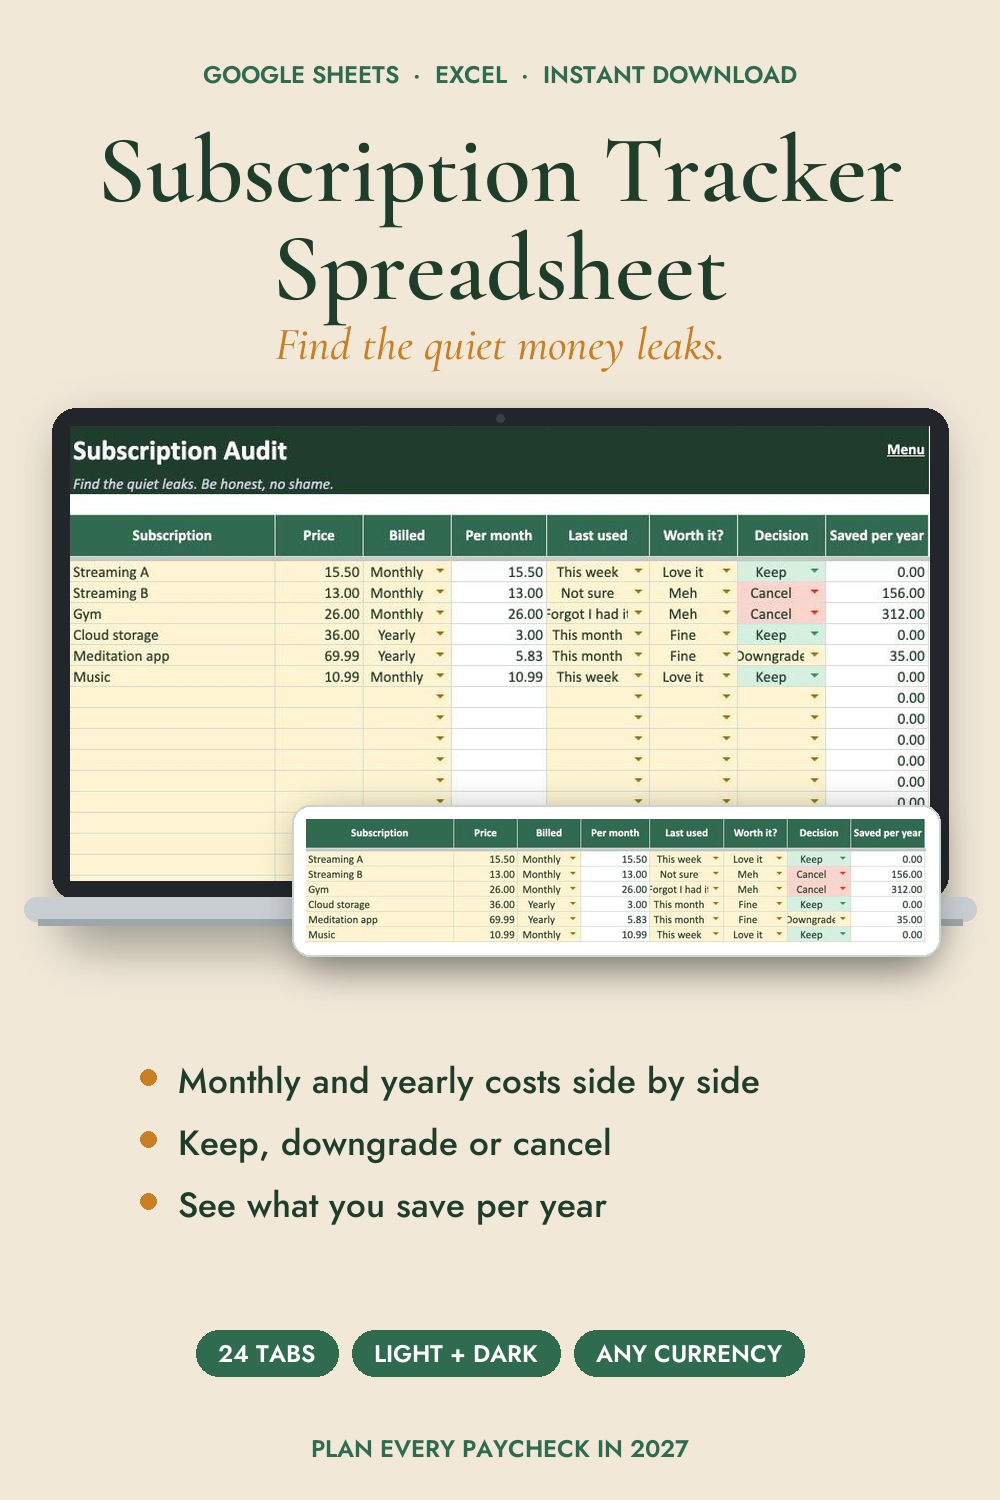 GOOGLE SHEETS · EXCEL · INSTANT DOWNLOAD
Subscription Tracker
Spreadsheet
Find the quiet money leaks.
Subscription Audit
Menu
Find the quiet leaks. Be honest, no shame.
Subscription Price Billed Per month Last used Worth it? Decision Saved per year
Streaming A 15.50 Monthly 15.50 This week Love it Keep 0.00
Streaming B 13.00 Monthly 13.00 Not sure Meh Cancel 156.00
Gym 26.00 Monthly 26.00 Forgot I had it Meh Cancel 312.00
Cloud storage 36.00 Yearly 3.00 This month Fine Keep 0.00
Meditation app 69.99 Yearly 5.83 This month Fine Downgrade 35.00
Music 10.99 Monthly 10.99 This week Love it Keep 0.00
0.00
0.00
0.00
0.00
0.00
0.00
Subscription Price Billed Per month Last used Worth it? Decision Saved per year
Streaming A 15.50 Monthly 15.50 This week Love it Keep 0.00
Streaming B 13.00 Monthly 13.00 Not sure Meh Cancel 156.00
Gym 26.00 Monthly 26.00 Forgot I had it Meh Cancel 312.00
Cloud storage 36.00 Yearly 3.00 This month Fine Keep 0.00
Meditation app 69.99 Yearly 5.83 This month Fine Downgrade 35.00
Music 10.99 Monthly 10.99 This week Love it Keep 0.00
Monthly and yearly costs side by side
Keep, downgrade or cancel
See what you save per year
24 TABS LIGHT + DARK ANY CURRENCY
PLAN EVERY PAYCHECK IN 2027